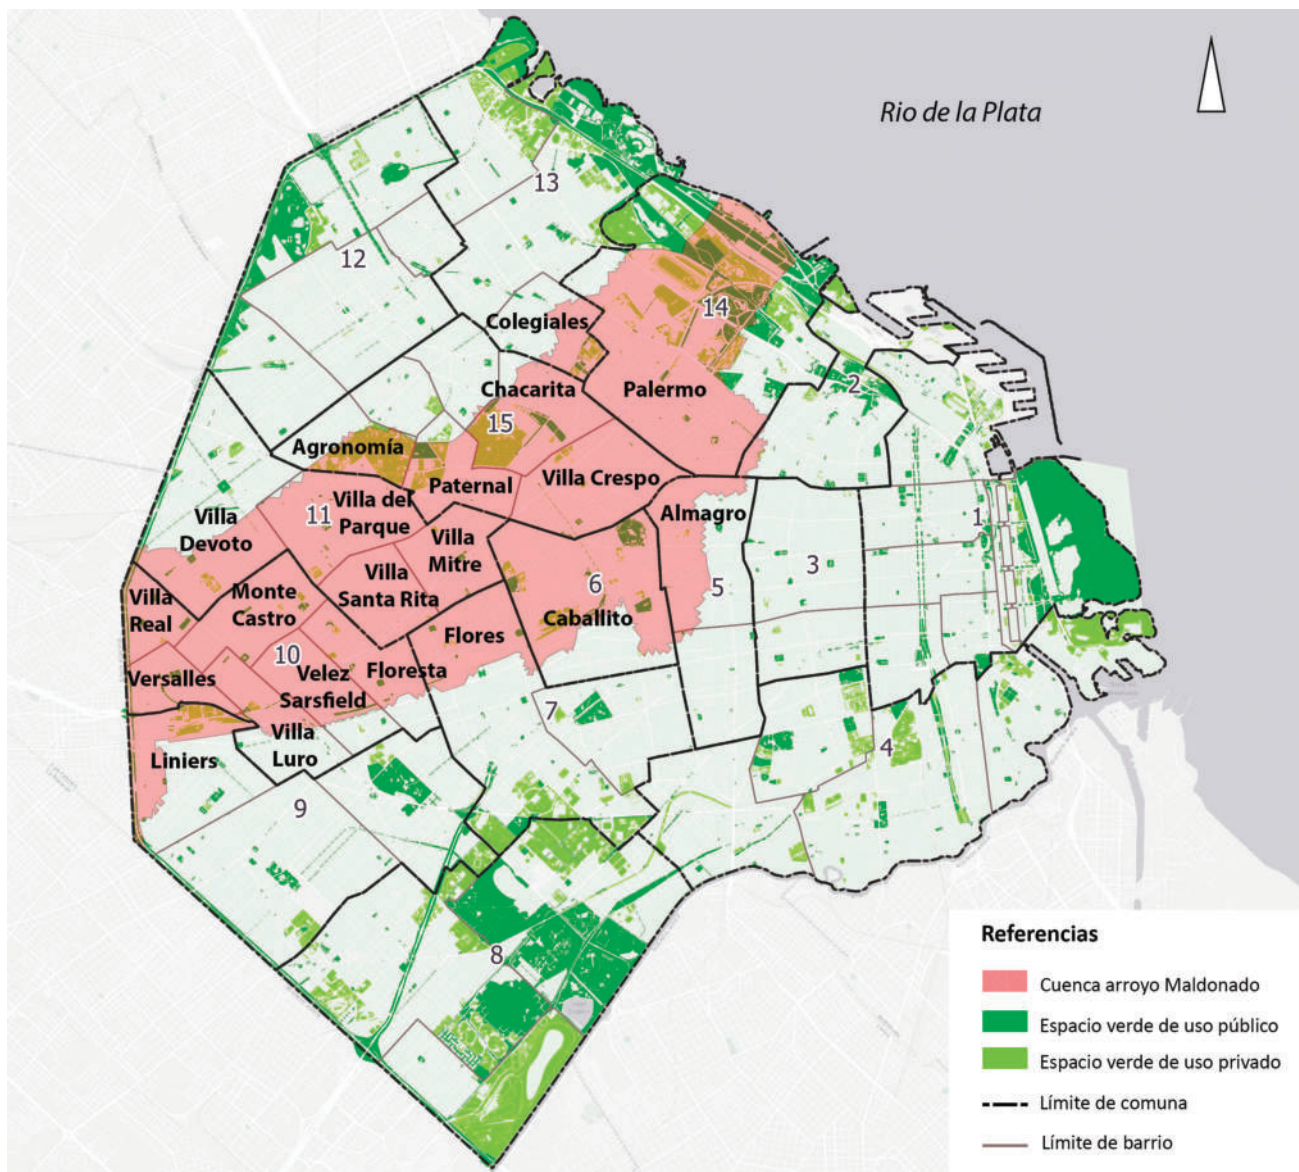 Rio de la Plata
13
12
14
Colegiales
2
Chacarita
Palermo
15
Agronomía
Villa Crespo
Paternal
Villa del
Parque
11
Almagro
1
Villa
Devoto
Villa
Mitre
3
5
6
Villa
Santa Rita
Monte
Castro
Villa
Real
Caballito
Flores
10
Floresta
Versalles
Velez
Sarsfield
7
Villa
Luro
4
Liniers
9
8
Referencias
Cuenca arroyo Maldonado
Espacio verde de uso público
Espacio verde de uso privado
Límite de comuna
Límite de barrio